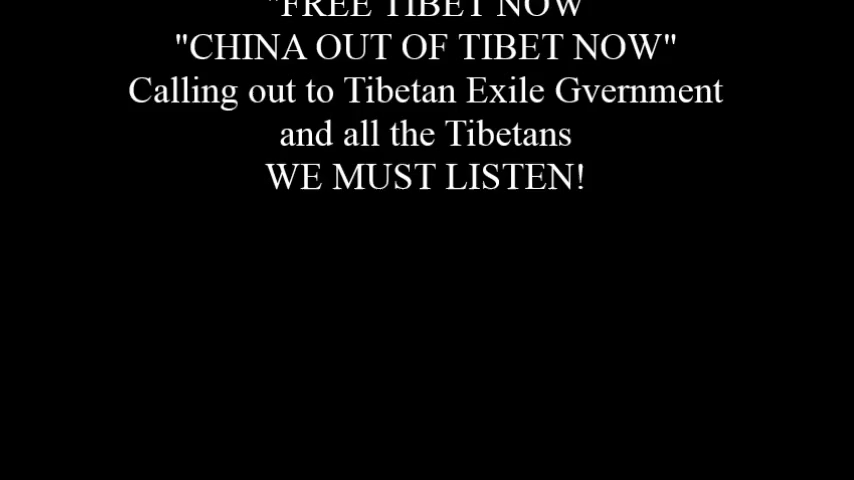 "FREE TIBET NOW
"CHINA OUT OF TIBET NOW"
Calling out to Tibetan Exile Gvernment
and all the Tibetans
WE MUST LISTEN!